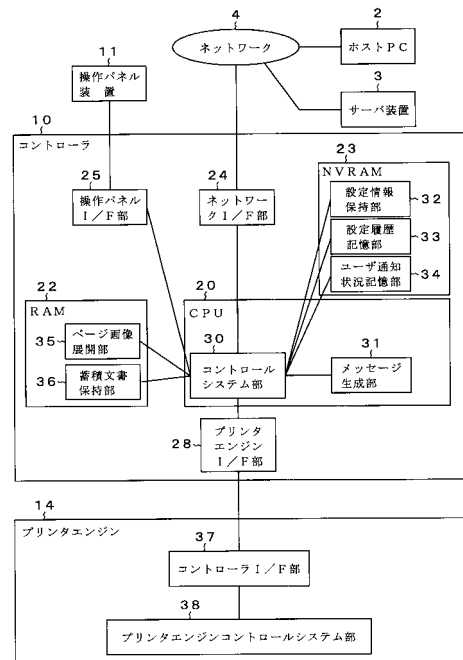 4
2
11
ネットワーク
ホストPC
操作パネル
装 置
3
サーバ装置
10
コントローラ
25
24
23
NVRAM
操作パネル
I/F部
ネットワー
クI/F部
設定情報
保持部
32
設定履歴
記憶部
33
ユーザ通知
状況記憶部
34
22
RAM
20
CPU
35
ページ画像
展開部
30
コントロール
システム部
31
メッセージ
生成部
36
蓄積文書
保持部
プリンタ
エンジン
I/F部
28
14
プリンタエンジン
37
コントローラI/F部
38
プリンタエンジンコントロールシステム部